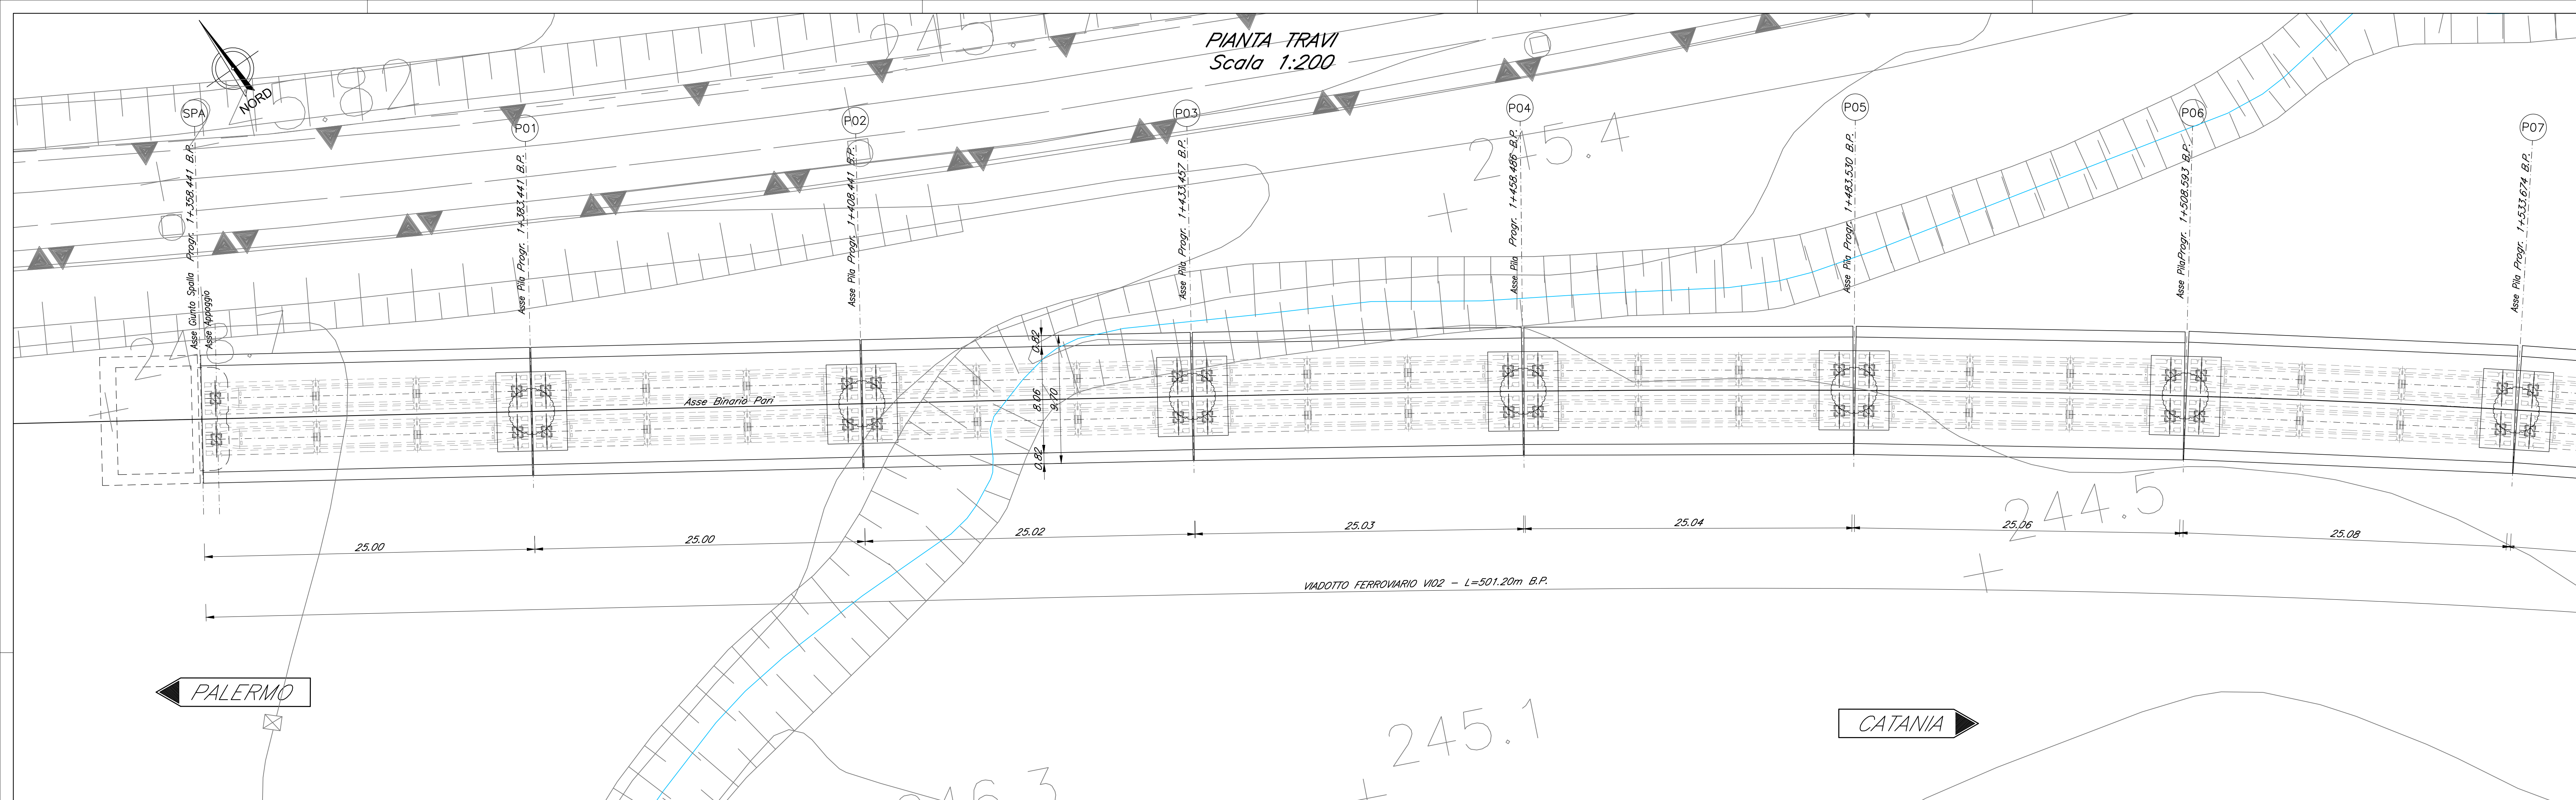 PIANTA TRAVI
Scala 1:200
NORD
SPA
P01
P02
P03
P04
P05
P06
P07
Asse Giunto Spalla Progr. 1+358.441 B.P.
Asse Appoggio
Asse Pila Progr. 1+383.441 B.P.
Asse Pila Progr. 1+408.441 B.P.
Asse Pila Progr. 1+433.457 B.P.
Asse Pila Progr. 1+458.486 B.P.
Asse Pila Progr. 1+483.530 B.P.
Asse Pila Progr. 1+508.593 B.P.
Asse Pila Progr. 1+533.674 B.P.
245.4
Asse Binario Pari
0.82
8.06
9.70
0.82
244.5
25.00
25.00
25.02
25.03
25.04
25.06
25.08
VIADOTTO FERROVIARIO VI02 - L=501.20m B.P.
PALERMO
CATANIA
245.1